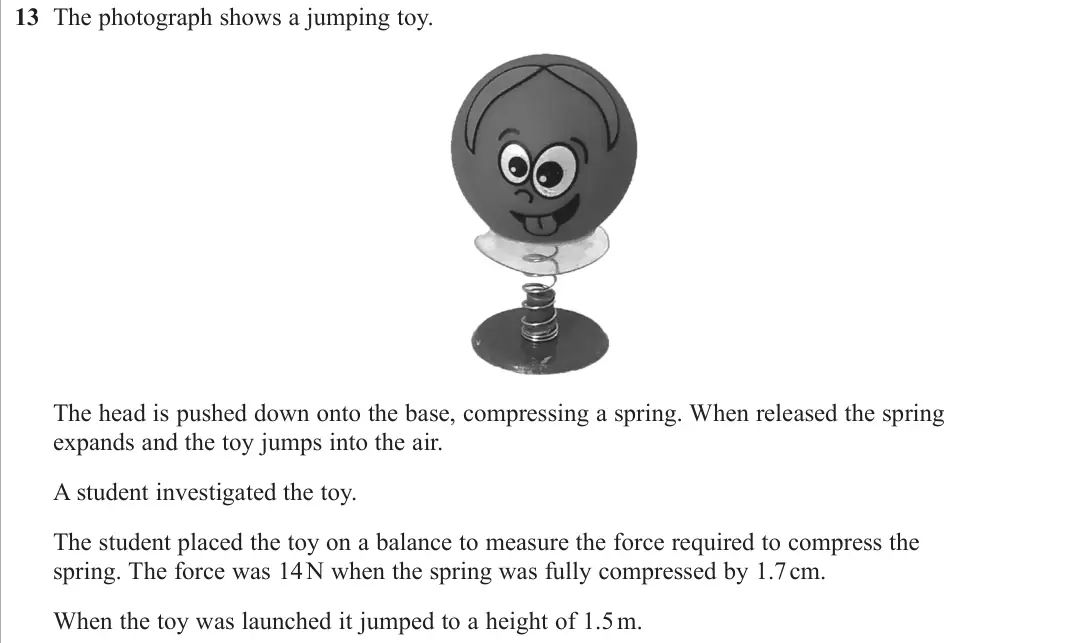 13 The photograph shows a jumping toy.
The head is pushed down onto the base, compressing a spring. When released the spring
expands and the toy jumps into the air.
A student investigated the toy.
The student placed the toy on a balance to measure the force required to compress the
spring. The force was 14 N when the spring was fully compressed by 1.7 cm.
When the toy was launched it jumped to a height of 1.5 m.